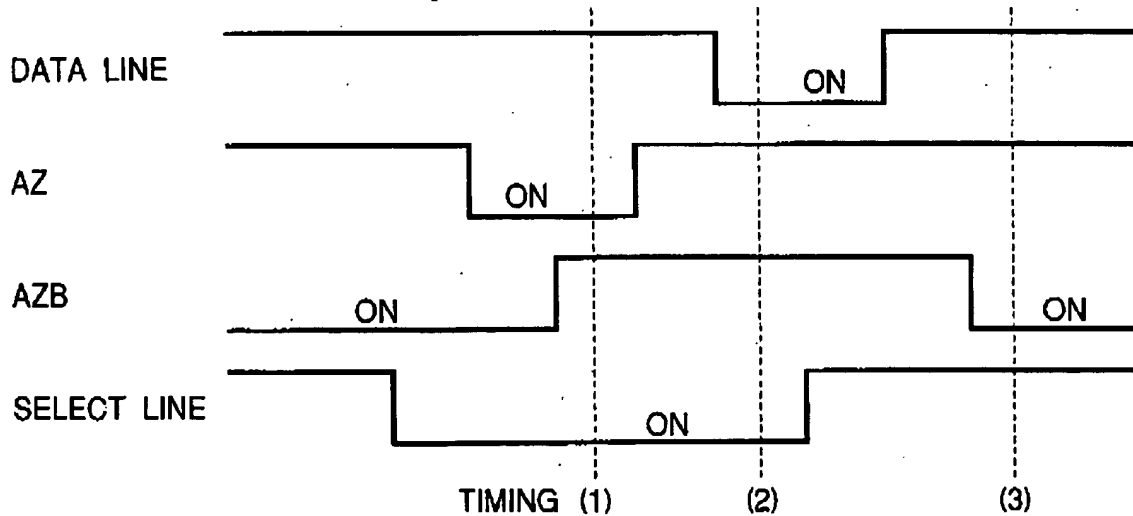 DATA LINE
ON
AZ
ON
AZB
ON
ON
SELECT LINE
ON
TIMING (1) (2) (3)